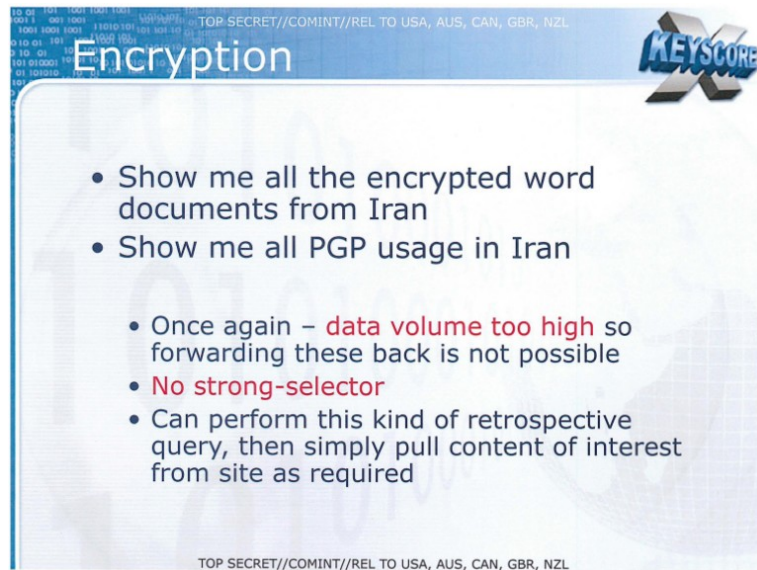 TOP SECRET//COMINT//REL TO USA, AUS, CAN, GBR, NZL
Encryption
X KEYSCORE
• Show me all the encrypted word
documents from Iran
• Show me all PGP usage in Iran
• Once again – data volume too high so
forwarding these back is not possible
• No strong-selector
• Can perform this kind of retrospective
query, then simply pull content of interest
from site as required
TOP SECRET//COMINT//REL TO USA, AUS, CAN, GBR, NZL